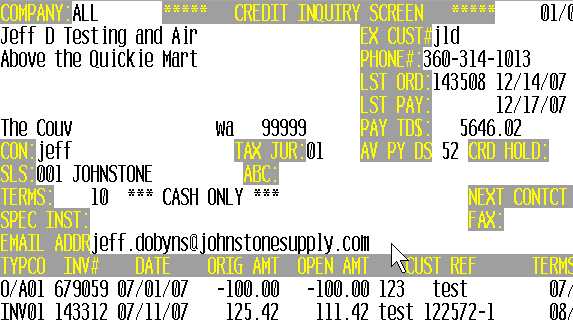 COMPANY:ALL ***** CREDIT INQUIRY SCREEN ***** 01/0
Jeff D Testing and Air EX CUST#jld
Above the Quickie Mart PHONE#:360-314-1013
LST ORD:143508 12/14/07
LST PAY: 12/17/07
The Couv wa 99999 PAY TD$: 5646.02
CON:jeff TAX JUR:01 AV PY DS 52 CRD HOLD:
SLS:001 JOHNSTONE ABC:
TERMS: 10 *** CASH ONLY *** NEXT CONTCT
SPEC INST: FAX:
EMAIL ADDRjeff.dobyns@johnstonesupply.com
TYPCO INV# DATE ORIG AMT OPEN AMT CUST REF TERMS
O/A01 679059 07/01/07 -100.00 -100.00 123 test 07/
INV01 143312 07/11/07 125.42 111.42 test 122572-1 08/